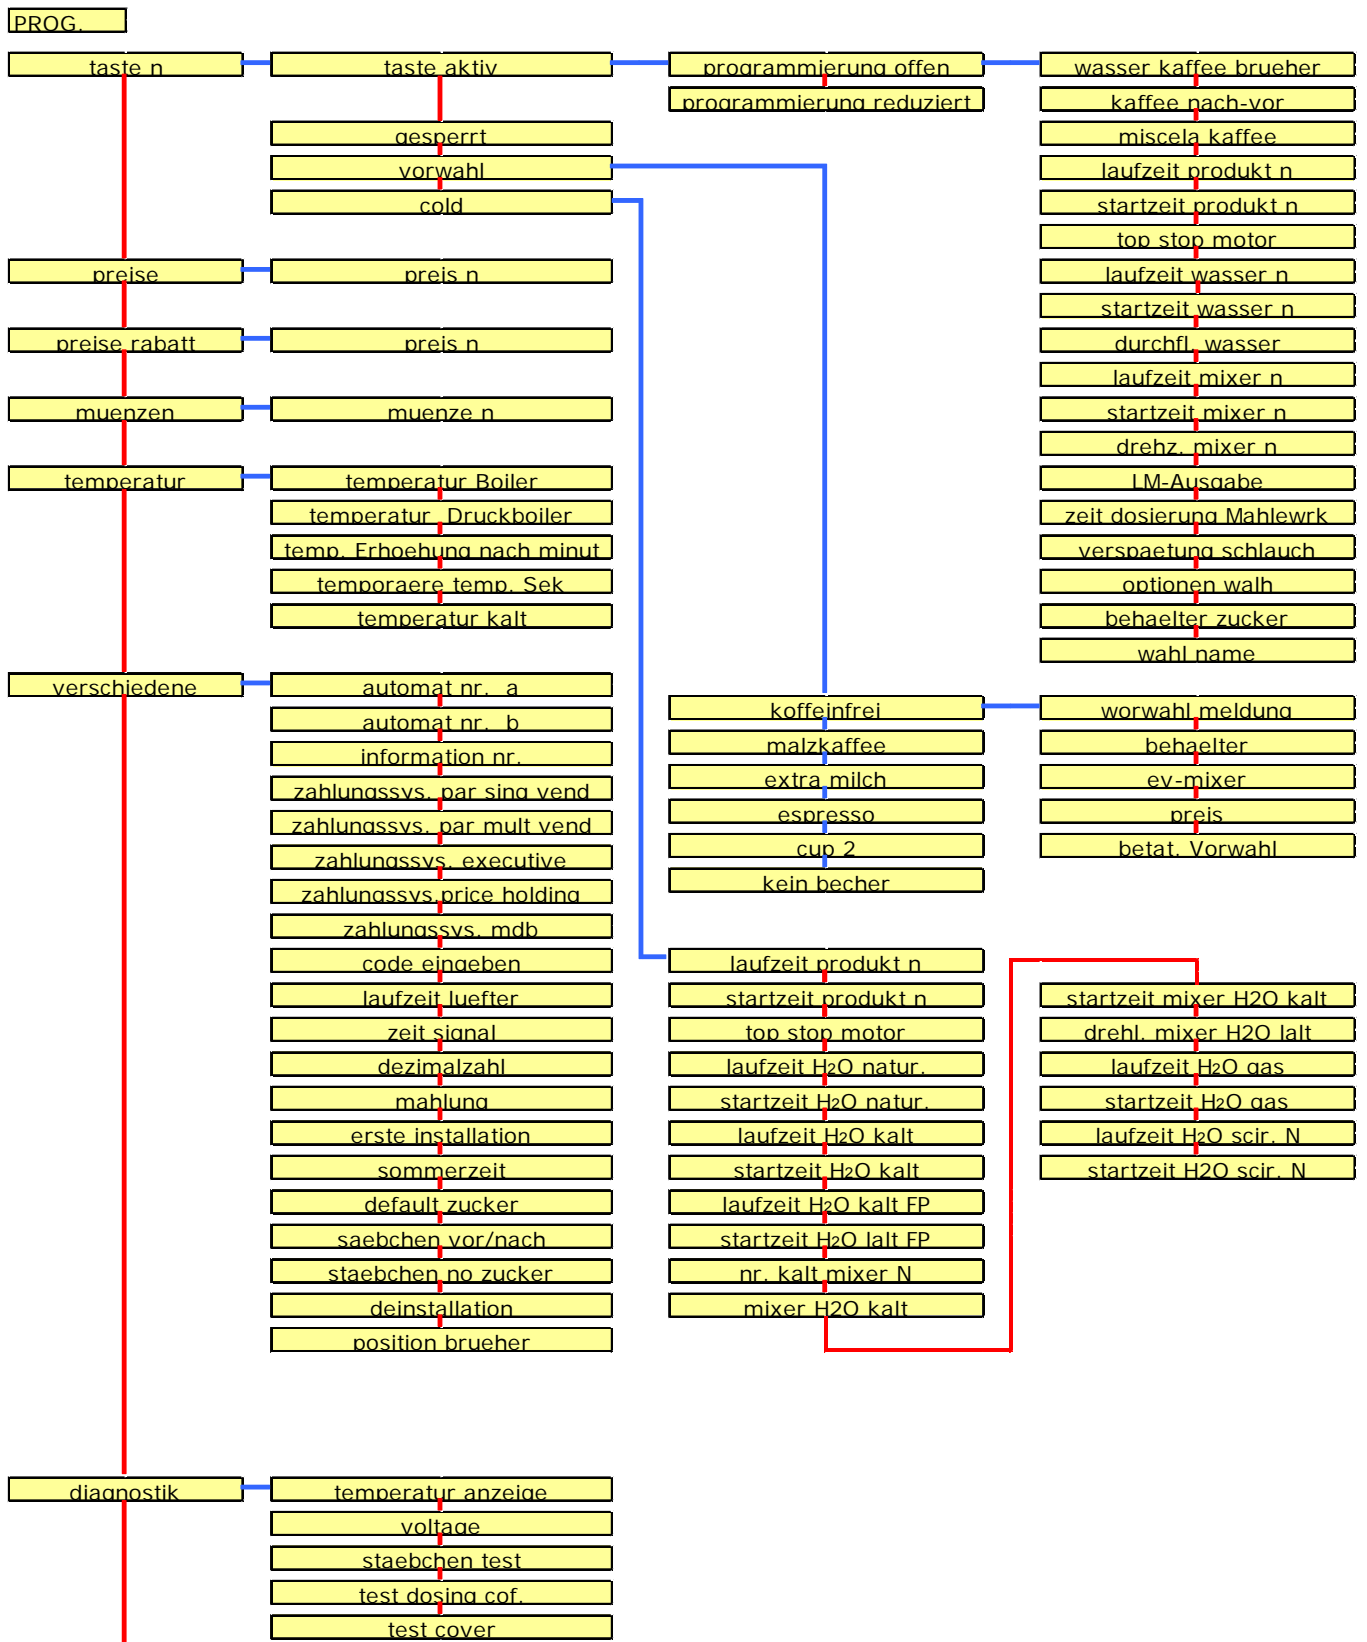 PROG.
taste n
taste aktiv
programmierung offen
wasser kaffee brueher
programmierung reduziert
kaffee nach-vor
gesperrt
miscela kaffee
vorwahl
laufzeit produkt n
cold
startzeit produkt n
top stop motor
preise
preis n
laufzeit wasser n
startzeit wasser n
preise rabatt
preis n
durchfl. wasser
laufzeit mixer n
muenzen
muenze n
startzeit mixer n
drehz. mixer n
temperatur
temperatur Boiler
LM-Ausgabe
temperatur Druckboiler
zeit dosierung Mahlewrk
temp. Erhoehung nach minut
verspaetung schlauch
temporaere temp. Sek
optionen walh
temperatur kalt
behaelter zucker
wahl name
verschiedene
automat nr. a
koffeinfrei
worwahl meldung
automat nr. b
malzkaffee
behaelter
information nr.
extra milch
ev-mixer
zahlungssys. par sing vend
espresso
preis
zahlungssys. par mult vend
cup 2
betat. Vorwahl
zahlungssys. executive
kein becher
zahlungssys.price holding
zahlungssys. mdb
code eingeben
laufzeit produkt n
laufzeit luefter
startzeit produkt n
startzeit mixer H2O kalt
zeit signal
top stop motor
drehl. mixer H2O lalt
dezimalzahl
laufzeit H2O natur.
laufzeit H2O gas
mahlung
startzeit H2O natur.
startzeit H2O gas
erste installation
laufzeit H2O kalt
laufzeit H2O scir. N
sommerzeit
startzeit H2O kalt
startzeit H2O scir. N
default zucker
laufzeit H2O kalt FP
saebchen vor/nach
startzeit H2O lalt FP
staebchen no zucker
nr. kalt mixer N
deinstallation
mixer H2O kalt
position brueher
diagnostik
temperatur anzeige
voltage
staebchen test
test dosing cof.
test cover